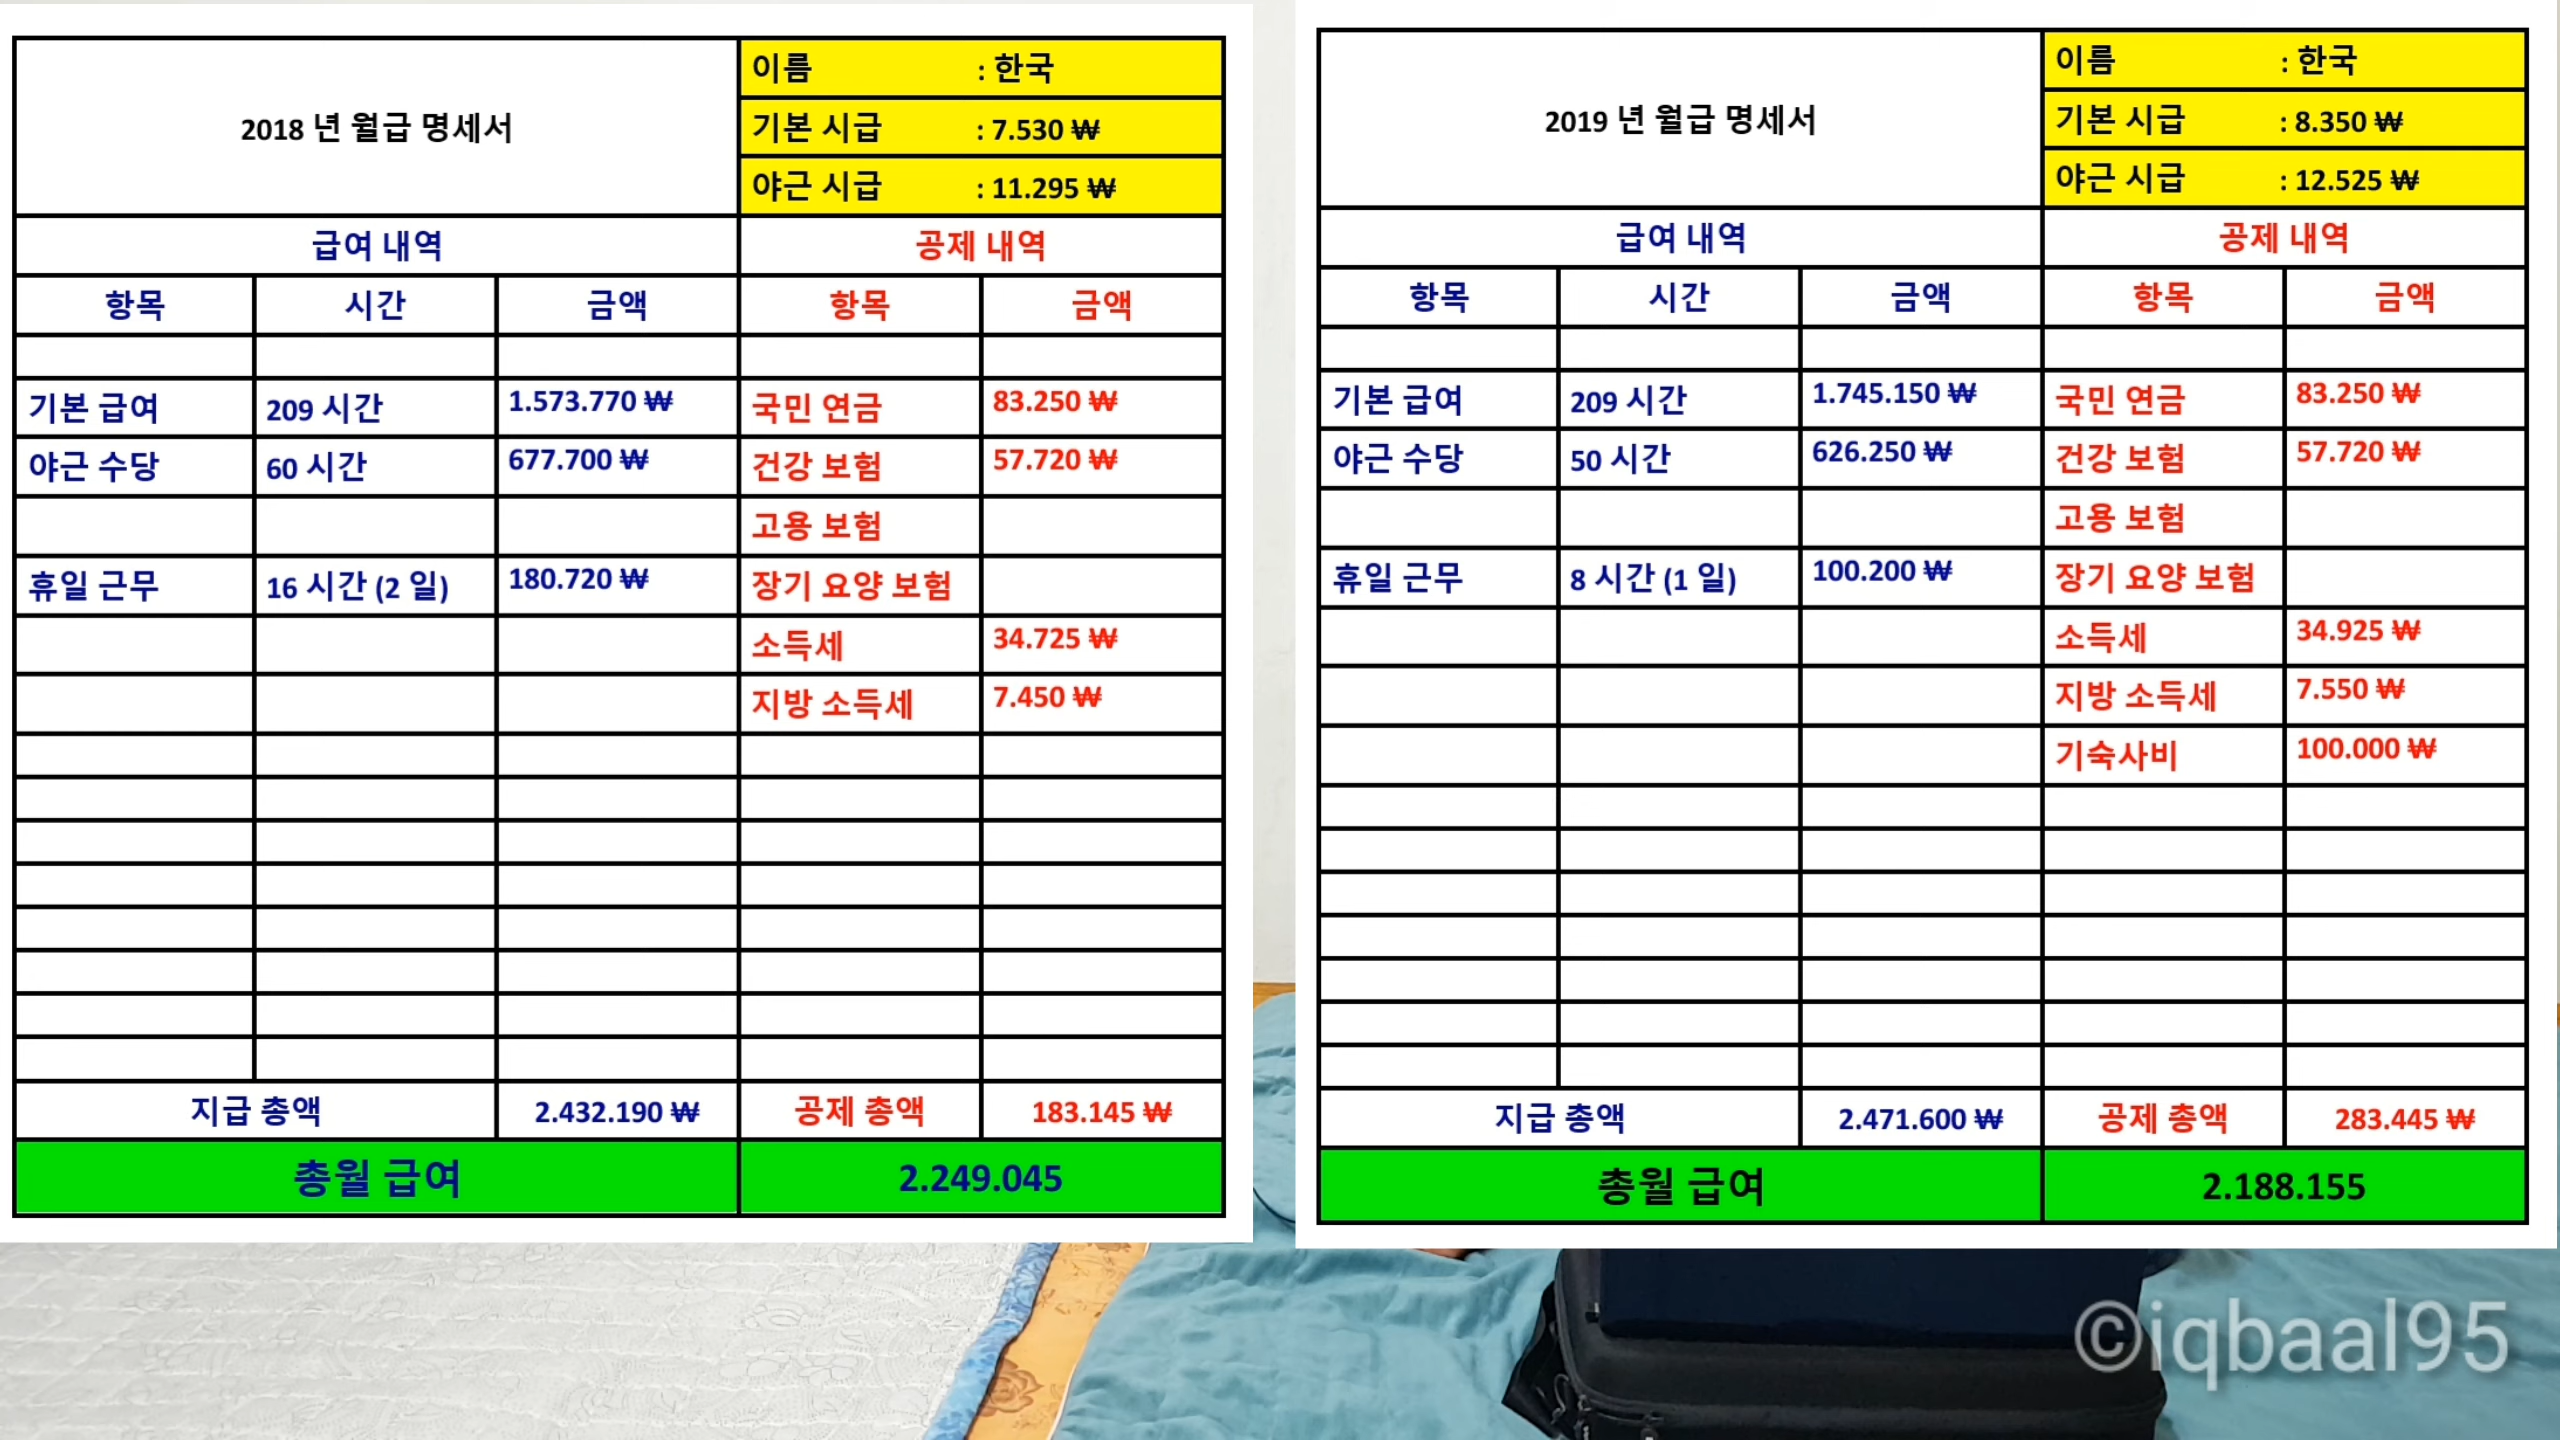 2018 년 월급 명세서
이름 : 한국
기본 시급 : 7.530 ₩
야근 시급 : 11.295 ₩
급여 내역 공제 내역
항목 시간 금액 항목 금액
기본 급여 209 시간 1.573.770 ₩ 국민 연금 83.250 ₩
야근 수당 60 시간 677.700 ₩ 건강 보험 57.720 ₩
고용 보험
휴일 근무 16 시간 (2 일) 180.720 ₩ 장기 요양 보험
소득세 34.725 ₩
지방 소득세 7.450 ₩
지급 총액 2.432.190 ₩ 공제 총액 183.145 ₩
총월 급여 2.249.045
2019 년 월급 명세서
이름 : 한국
기본 시급 : 8.350 ₩
야근 시급 : 12.525 ₩
급여 내역 공제 내역
항목 시간 금액 항목 금액
기본 급여 209 시간 1.745.150 ₩ 국민 연금 83.250 ₩
야근 수당 50 시간 626.250 ₩ 건강 보험 57.720 ₩
고용 보험
휴일 근무 8 시간 (1 일) 100.200 ₩ 장기 요양 보험
소득세 34.925 ₩
지방 소득세 7.550 ₩
기숙사비 100.000 ₩
지급 총액 2.471.600 ₩ 공제 총액 283.445 ₩
총월 급여 2.188.155
©iqbaal95